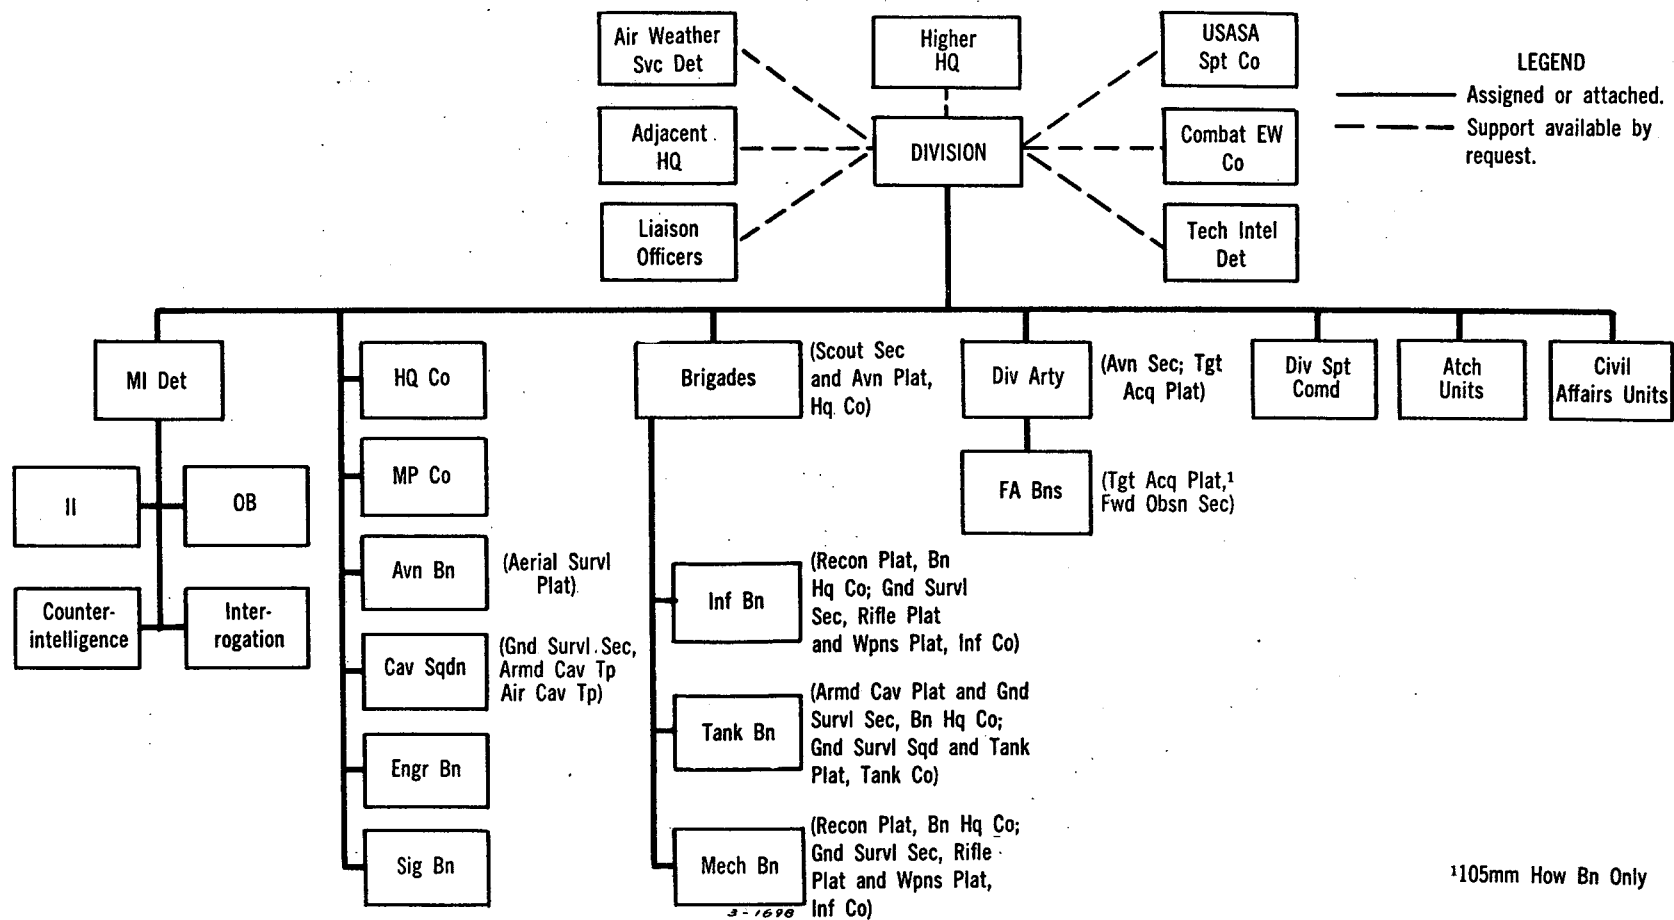 Air Weather
Svc Det
Higher
HQ
USASA
Spt Co
LEGEND
Assigned or attached.
Support available by
request.
Adjacent
HQ
DIVISION
Combat EW
Co
Liaison
Officers
Tech Intel
Det
MI Det
HQ Co
Brigades
(Scout Sec
and Avn Plat,
Hq Co)
Div Arty
(Avn Sec; Tgt
Acq Plat)
Div Spt
Comd
Atch
Units
Civil
Affairs Units
II
OB
MP Co
FA Bns
(Tgt Acq Plat,¹
Fwd Obsn Sec)
Counter-
intelligence
Inter-
rogation
Avn Bn
(Aerial Survl
Plat)
Inf Bn
(Recon Plat, Bn
Hq Co; Gnd Survl
Sec, Rifle Plat
and Wpns Plat, Inf Co)
Cav Sqdn
(Gnd Survl Sec,
Armd Cav Tp
Air Cav Tp)
Tank Bn
(Armd Cav Plat and Gnd
Survl Sec, Bn Hq Co;
Gnd Survl Sqd and Tank
Plat, Tank Co)
Engr Bn
Sig Bn
Mech Bn
(Recon Plat, Bn Hq Co;
Gnd Survl Sec, Rifle
Plat and Wpns Plat,
Inf Co)
3-1698
¹105mm How Bn Only